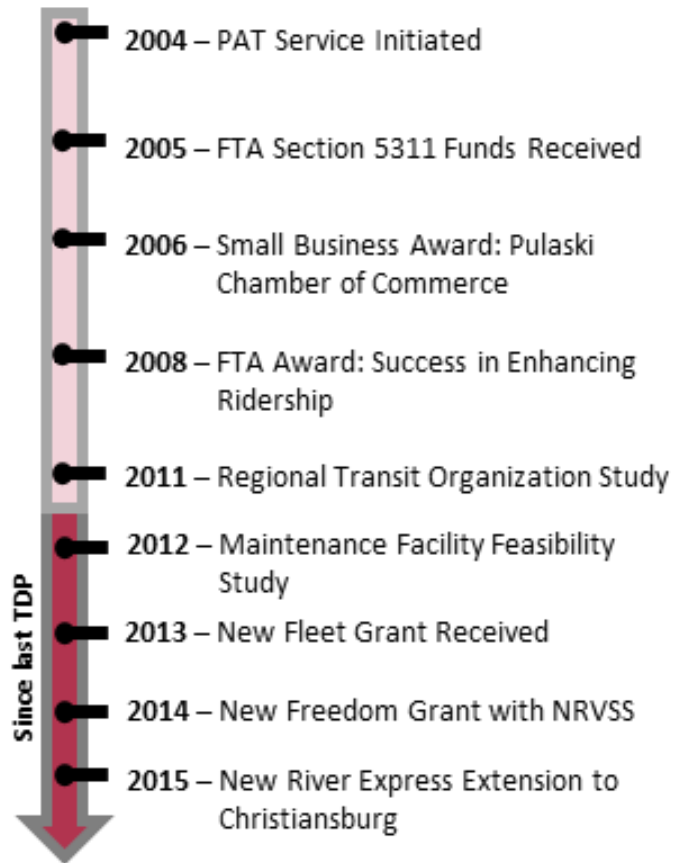 2004 – PAT Service Initiated
2005 – FTA Section 5311 Funds Received
2006 – Small Business Award: Pulaski
Chamber of Commerce
2008 – FTA Award: Success in Enhancing
Ridership
2011 – Regional Transit Organization Study
Since last TDP
2012 – Maintenance Facility Feasibility
Study
2013 – New Fleet Grant Received
2014 – New Freedom Grant with NRVSS
2015 – New River Express Extension to
Christiansburg